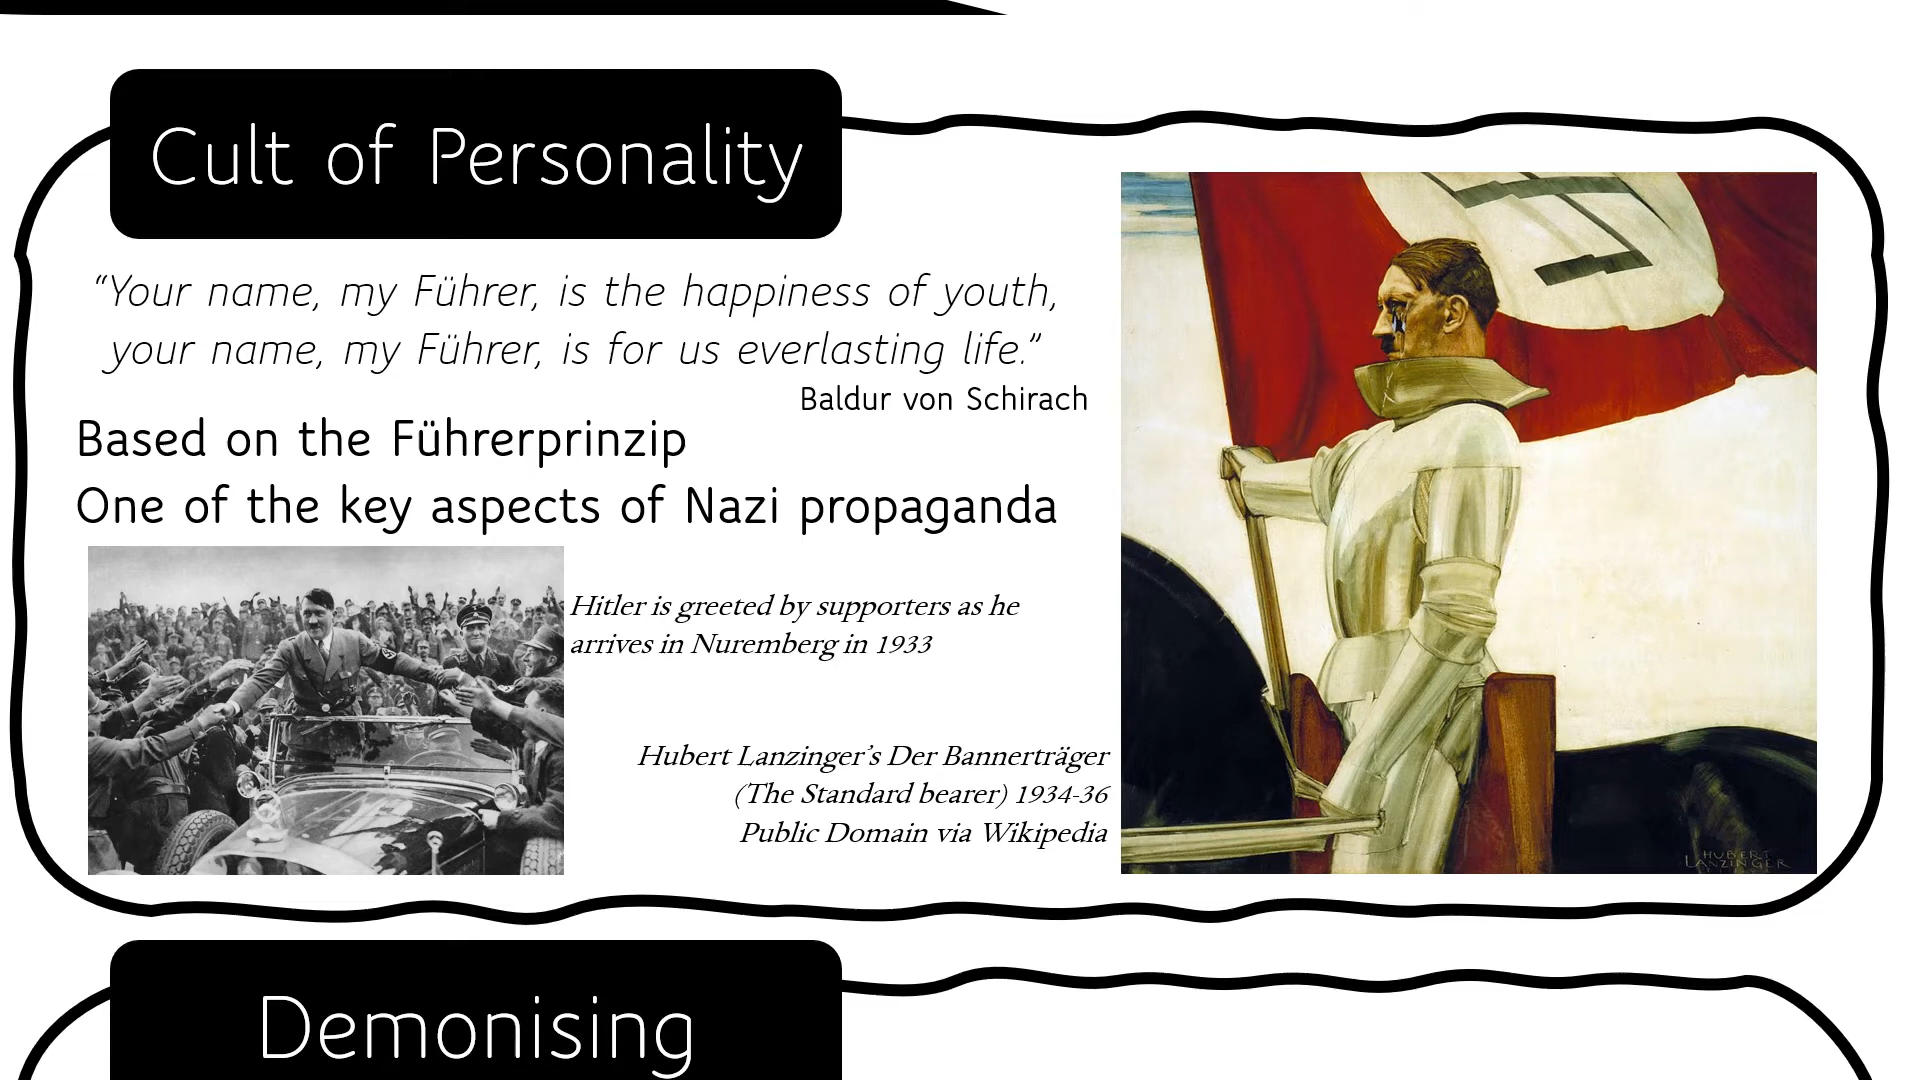 Cult of Personality
“Your name, my Führer, is the happiness of youth,
your name, my Führer, is for us everlasting life.”
Baldur von Schirach
Based on the Führerprinzip
One of the key aspects of Nazi propaganda
Hitler is greeted by supporters as he
arrives in Nuremberg in 1933
Hubert Lanzinger’s Der Bannerträger
(The Standard bearer) 1934-36
Public Domain via Wikipedia
HUBERT
LANZINGER
Demonising